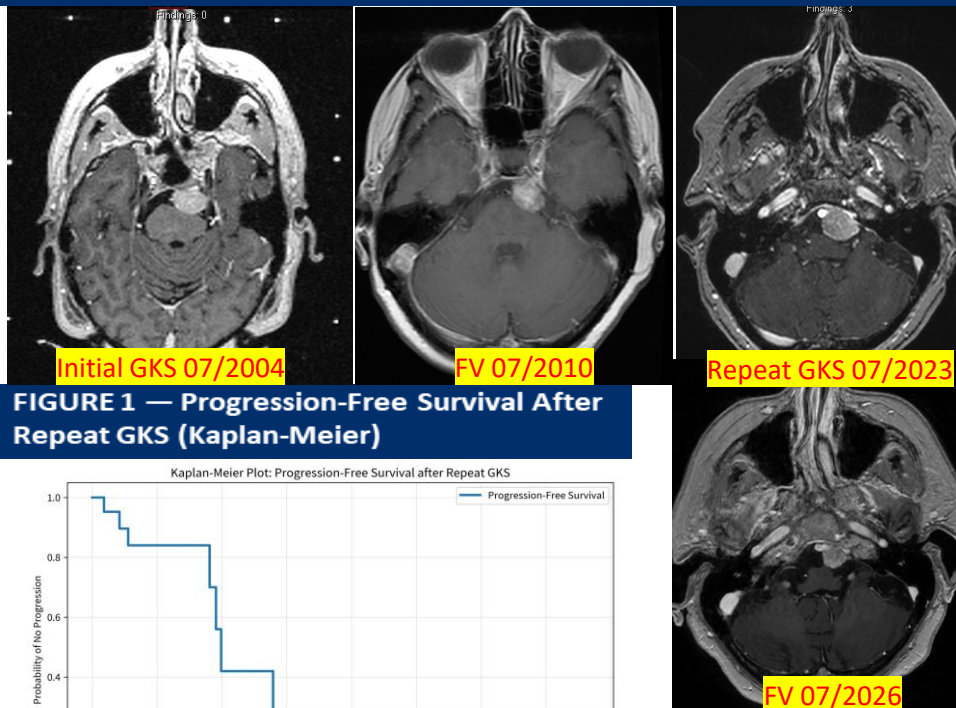 Findings: 0
Findings: 3
Initial GKS 07/2004
FV 07/2010
Repeat GKS 07/2023
FIGURE 1 — Progression-Free Survival After
Repeat GKS (Kaplan-Meier)
Kaplan-Meier Plot: Progression-Free Survival after Repeat GKS
Progression-Free Survival
1.0
0.8
0.6
0.4
Probability of No Progression
FV 07/2026